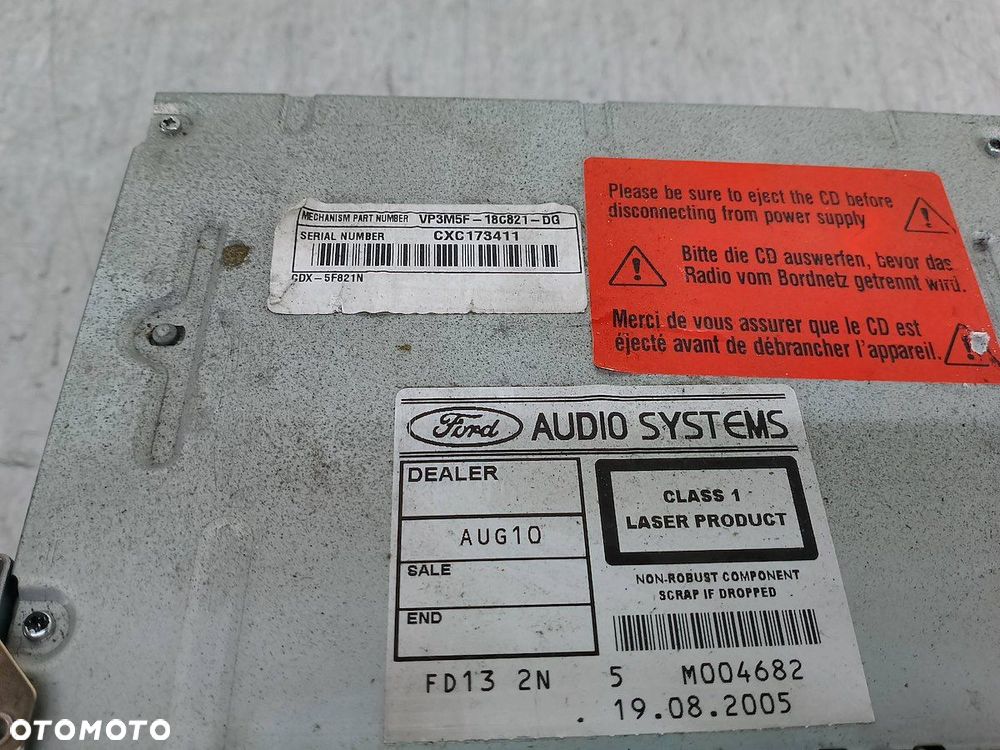 MECHANISM PART NUMBER VP3M5F-18C821-DG
SERIAL NUMBER CXC173411
CDX-5F821N
Please be sure to eject the CD before
disconnecting from power supply
Bitte die CD auswerfen, bevor das
Radio vom Bordnetz getrennt wird.
Merci de vous assurer que le CD est
éjecté avant de débrancher l'appareil.
Ford AUDIO SYSTEMS
DEALER
AUG10
SALE
END
CLASS 1
LASER PRODUCT
NON-ROBUST COMPONENT
SCRAP IF DROPPED
FD13 2N 5 M004682
. 19.08.2005
OTOMOTO